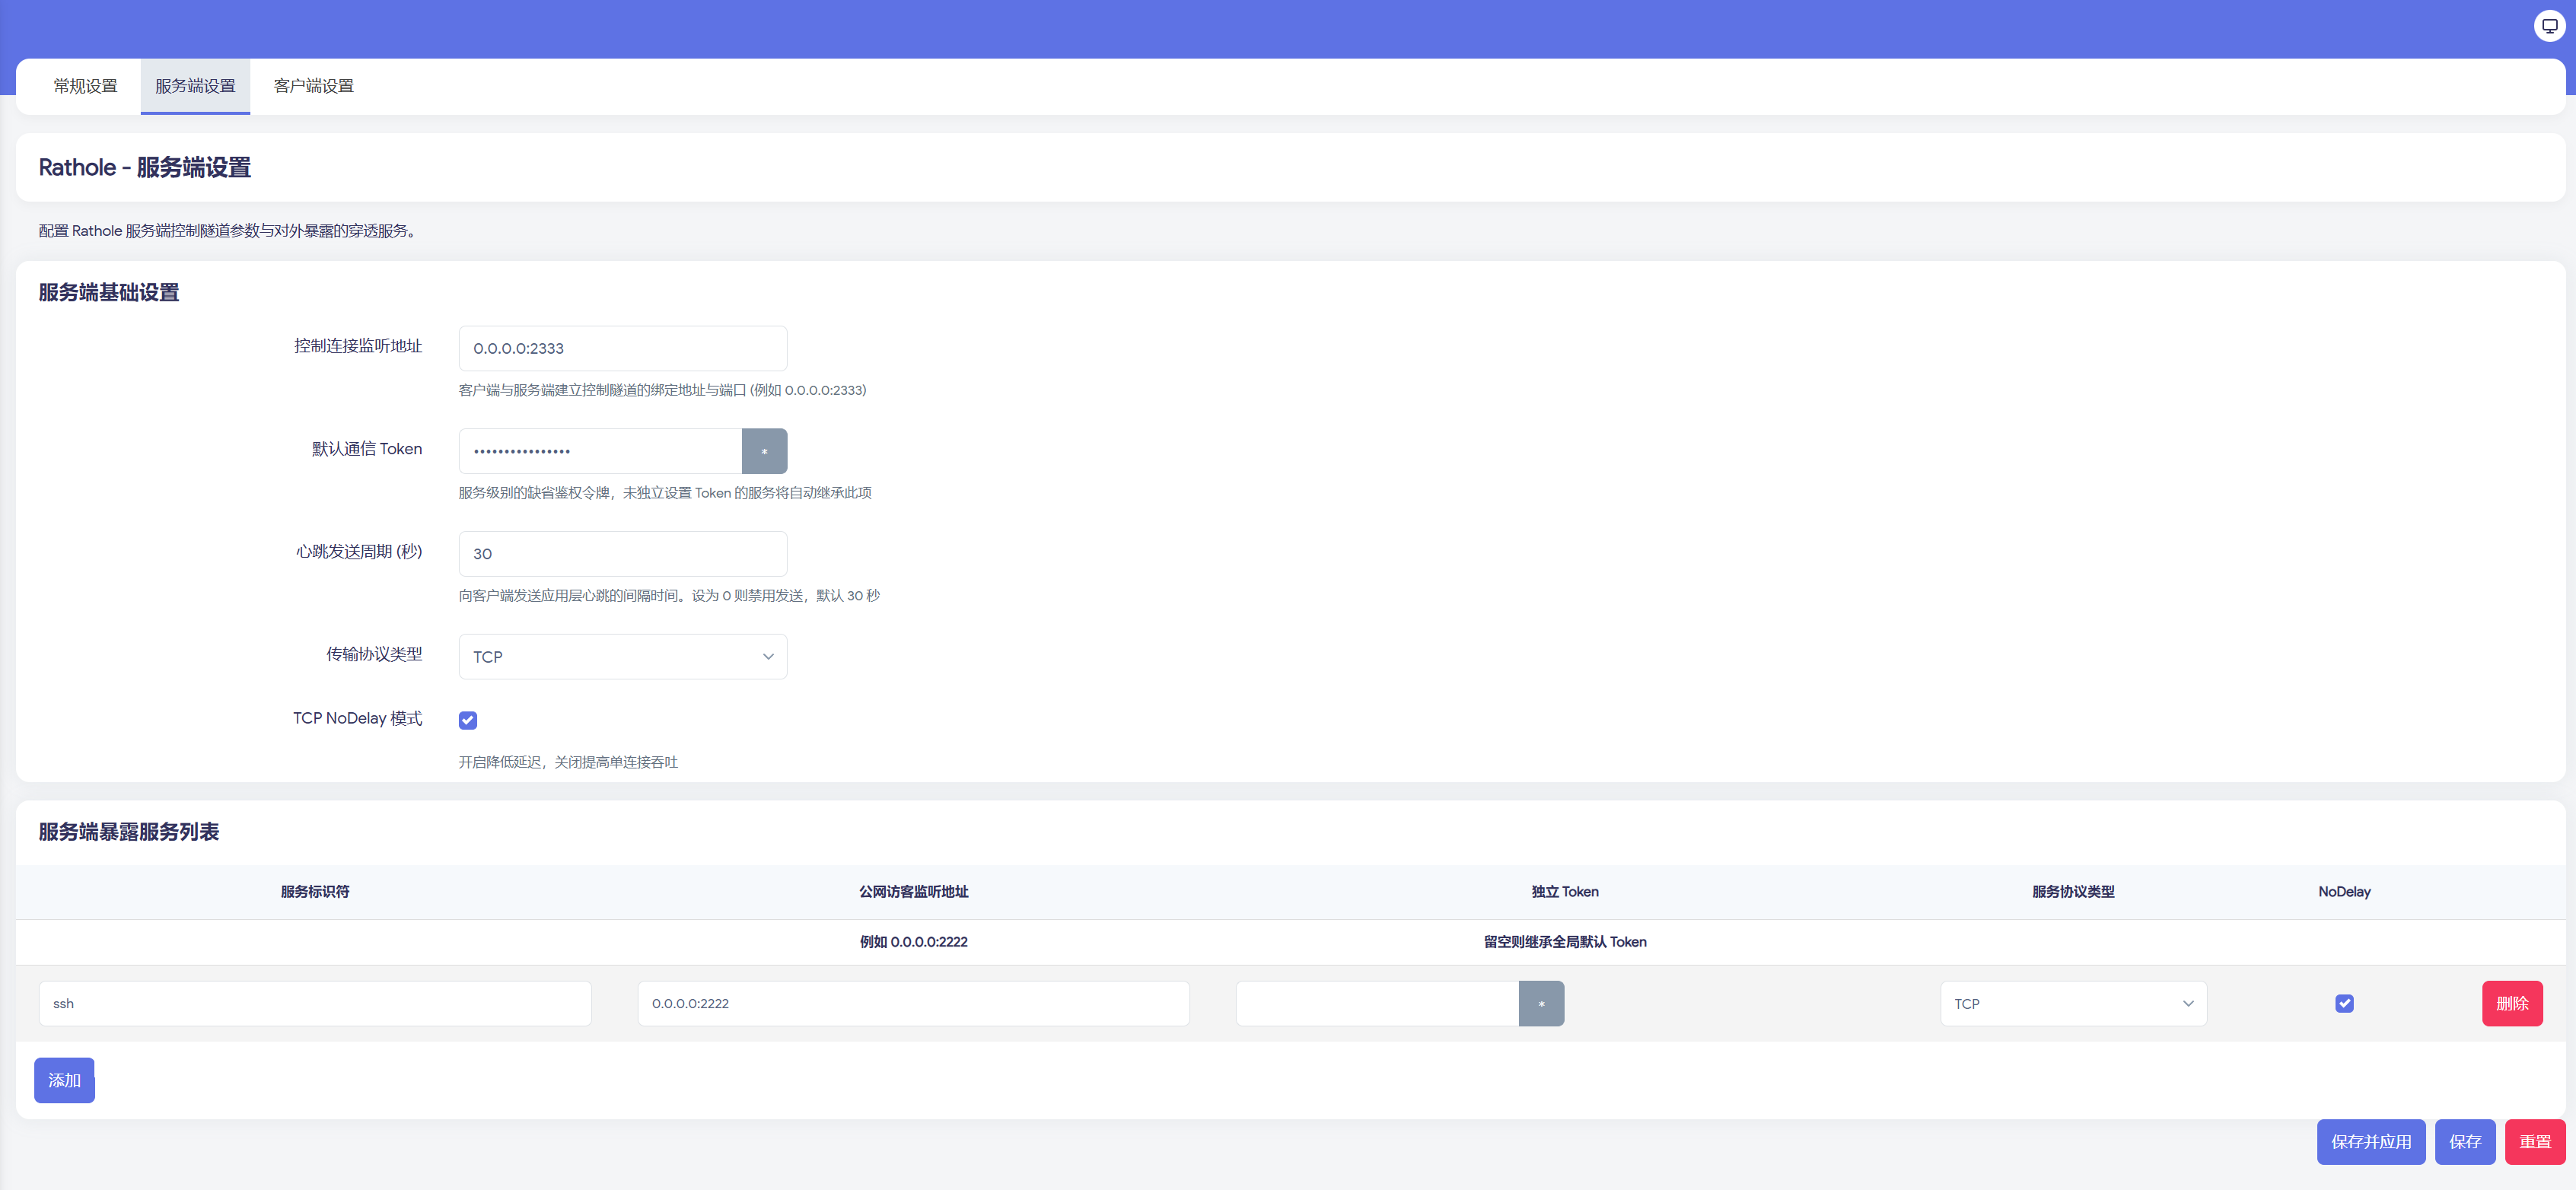 常规设置 服务端设置 客户端设置
Rathole - 服务端设置
配置 Rathole 服务端控制隧道参数与对外暴露的穿透服务。
服务端基础设置
控制连接监听地址 0.0.0.0:2333
客户端与服务端建立控制隧道的绑定地址与端口 (例如 0.0.0.0:2333)
默认通信 Token •••••••••••••••• *
服务级别的缺省鉴权令牌，未独立设置 Token 的服务将自动继承此项
心跳发送周期 (秒) 30
向客户端发送应用层心跳的间隔时间。设为 0 则禁用发送，默认 30 秒
传输协议类型 TCP
TCP NoDelay 模式
开启降低延迟，关闭提高单连接吞吐
服务端暴露服务列表
服务标识符 公网访客监听地址 独立 Token 服务协议类型 NoDelay
例如 0.0.0.0:2222 留空则继承全局默认 Token
ssh 0.0.0.0:2222 * TCP 删除
添加
保存并应用 保存 重置